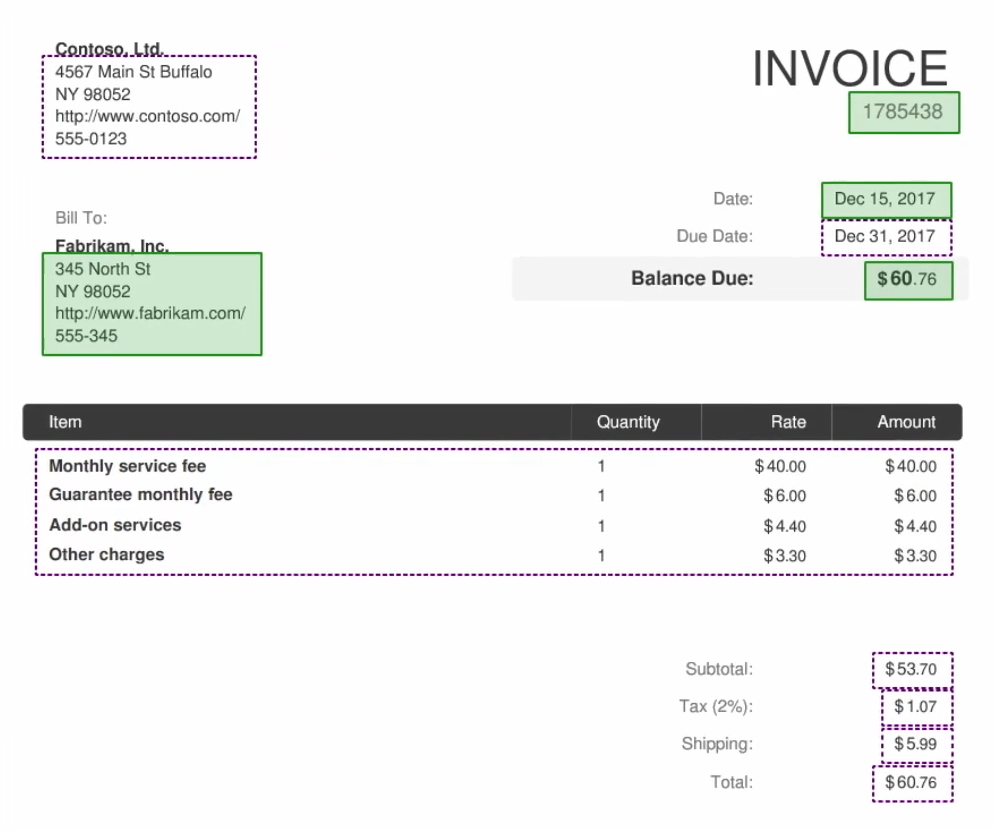 Contoso, Ltd.
4567 Main St Buffalo
NY 98052
http://www.contoso.com/
555-0123
INVOICE
1785438
Date: Dec 15, 2017
Due Date: Dec 31, 2017
Balance Due: $60.76
Bill To:
Fabrikam, Inc.
345 North St
NY 98052
http://www.fabrikam.com/
555-345
Item Quantity Rate Amount
Monthly service fee 1 $40.00 $40.00
Guarantee monthly fee 1 $6.00 $6.00
Add-on services 1 $4.40 $4.40
Other charges 1 $3.30 $3.30
Subtotal: $53.70
Tax (2%): $1.07
Shipping: $5.99
Total: $60.76